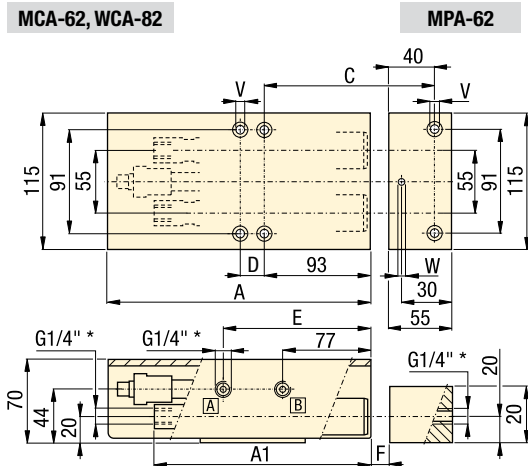 MCA-62, WCA-82
MPA-62
40
C
V
V
115
91
55
55
91
115
D
93
W
A
30
55
E
G1/4" *
G1/4" *
77
G1/4" *
20
70
44
20
A
B
20
A1
F